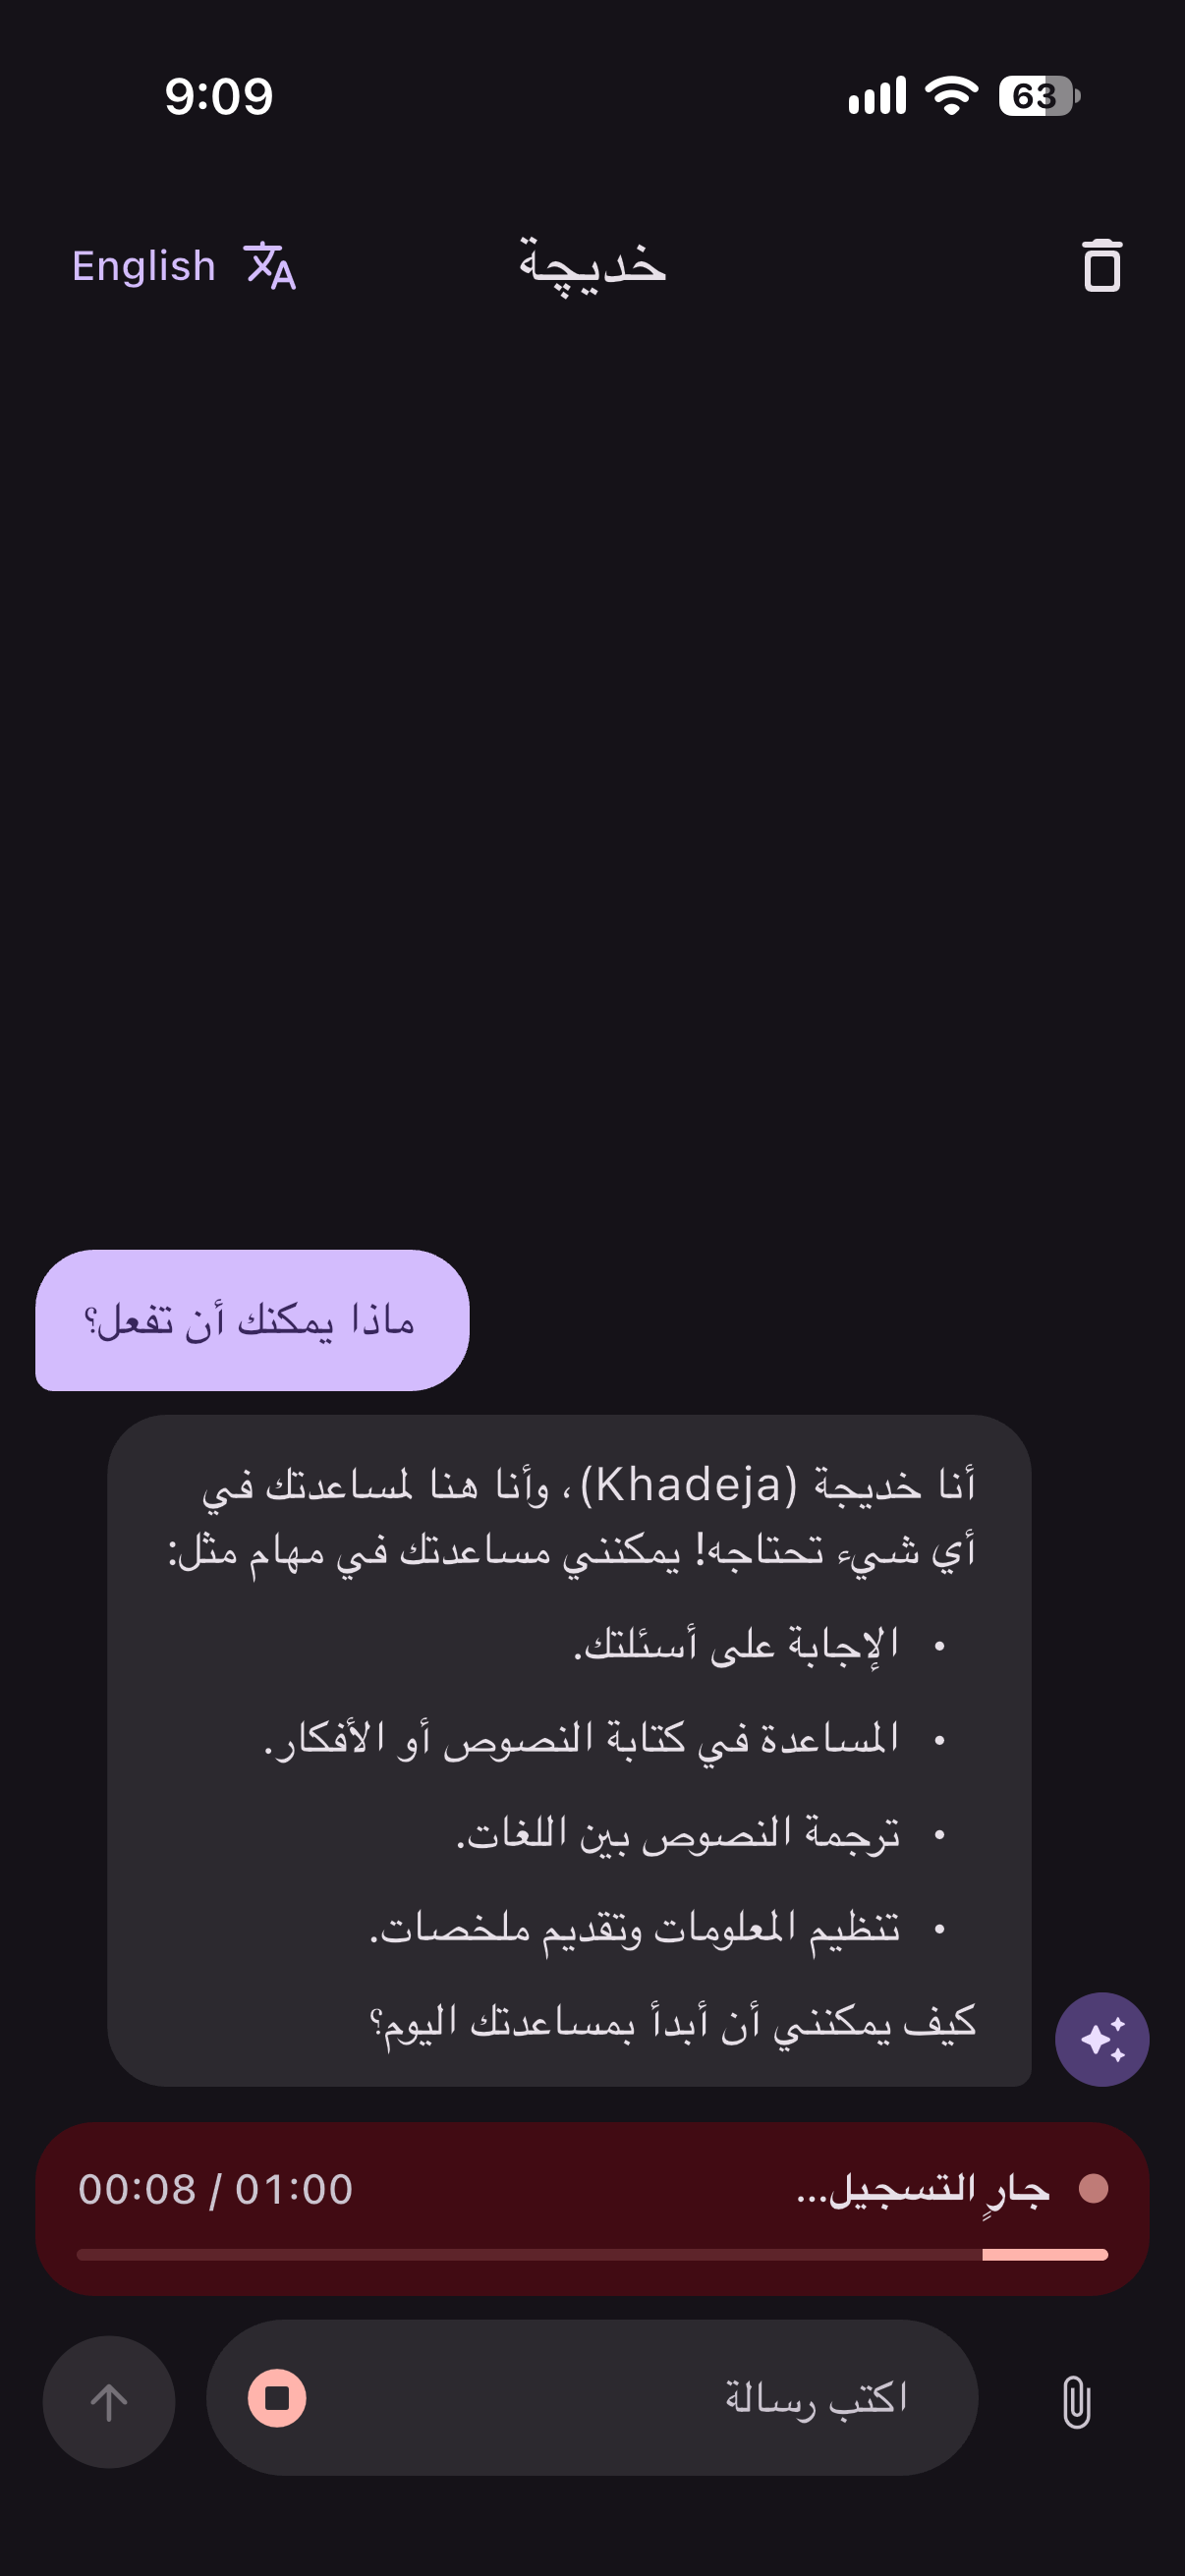 9:09
63
English
خديچة
ماذا يمكنك أن تفعل؟
أنا خديجة (Khadeja)، وأنا هنا لمساعدتك في
أي شيء تحتاجه! يمكنني مساعدتك في مهام مثل:
• الإجابة على أسئلتك.
• المساعدة في كتابة النصوص أو الأفكار.
• ترجمة النصوص بين اللغات.
• تنظيم المعلومات وتقديم ملخصات.
كيف يمكنني أن أبدأ بمساعدتك اليوم؟
جارٍ التسجيل...
00:08 / 01:00
اكتب رسالة